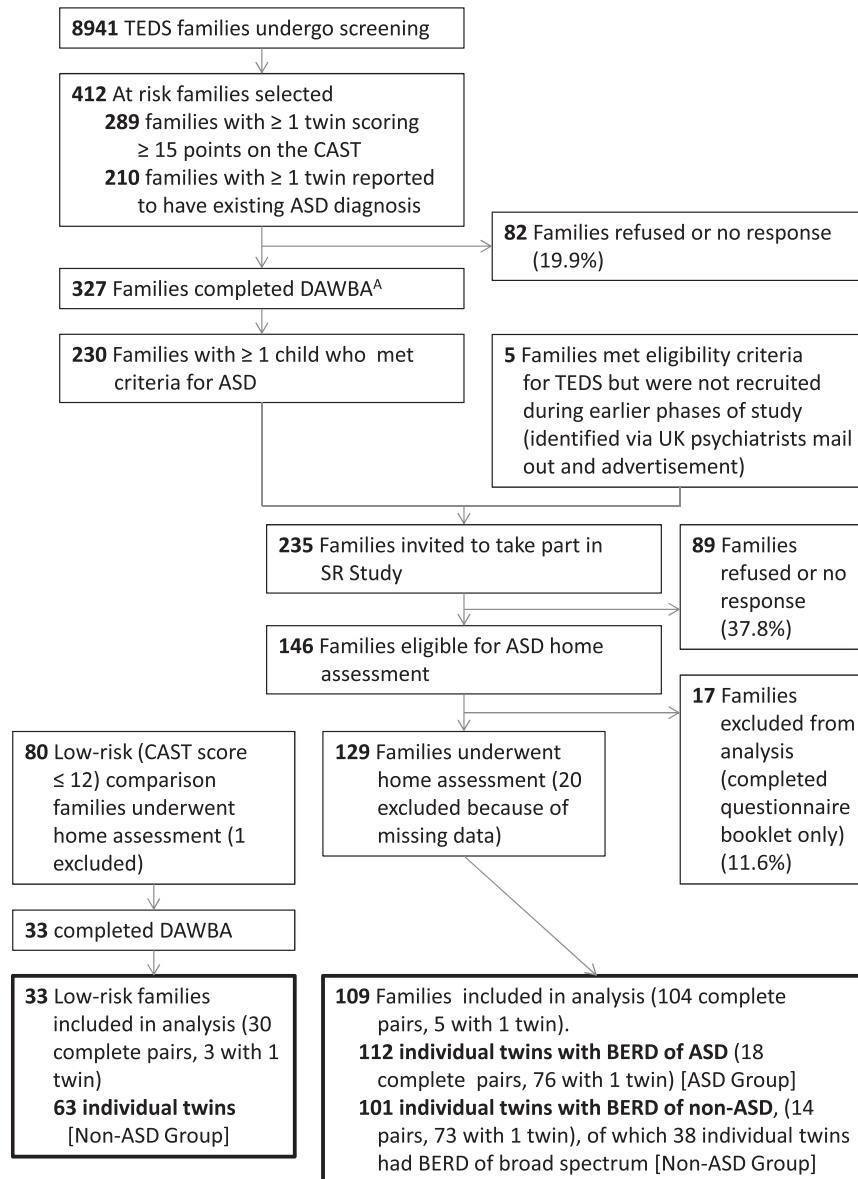 8941 TEDS families undergo screening
412 At risk families selected
289 families with ≥ 1 twin scoring
≥ 15 points on the CAST
210 families with ≥ 1 twin reported
to have existing ASD diagnosis
82 Families refused or no response
(19.9%)
327 Families completed DAWBAᴬ
230 Families with ≥ 1 child who met
criteria for ASD
5 Families met eligibility criteria
for TEDS but were not recruited
during earlier phases of study
(identified via UK psychiatrists mail
out and advertisement)
235 Families invited to take part in
SR Study
89 Families
refused or no
response
(37.8%)
146 Families eligible for ASD home
assessment
17 Families
excluded from
analysis
(completed
questionnaire
booklet only)
(11.6%)
80 Low-risk (CAST score
≤ 12) comparison
families underwent
home assessment (1
excluded)
129 Families underwent
home assessment (20
excluded because of
missing data)
33 completed DAWBA
33 Low-risk families
included in analysis (30
complete pairs, 3 with 1
twin)
63 individual twins
[Non-ASD Group]
109 Families included in analysis (104 complete
pairs, 5 with 1 twin).
112 individual twins with BERD of ASD (18
complete pairs, 76 with 1 twin) [ASD Group]
101 individual twins with BERD of non-ASD, (14
pairs, 73 with 1 twin), of which 38 individual twins
had BERD of broad spectrum [Non-ASD Group]